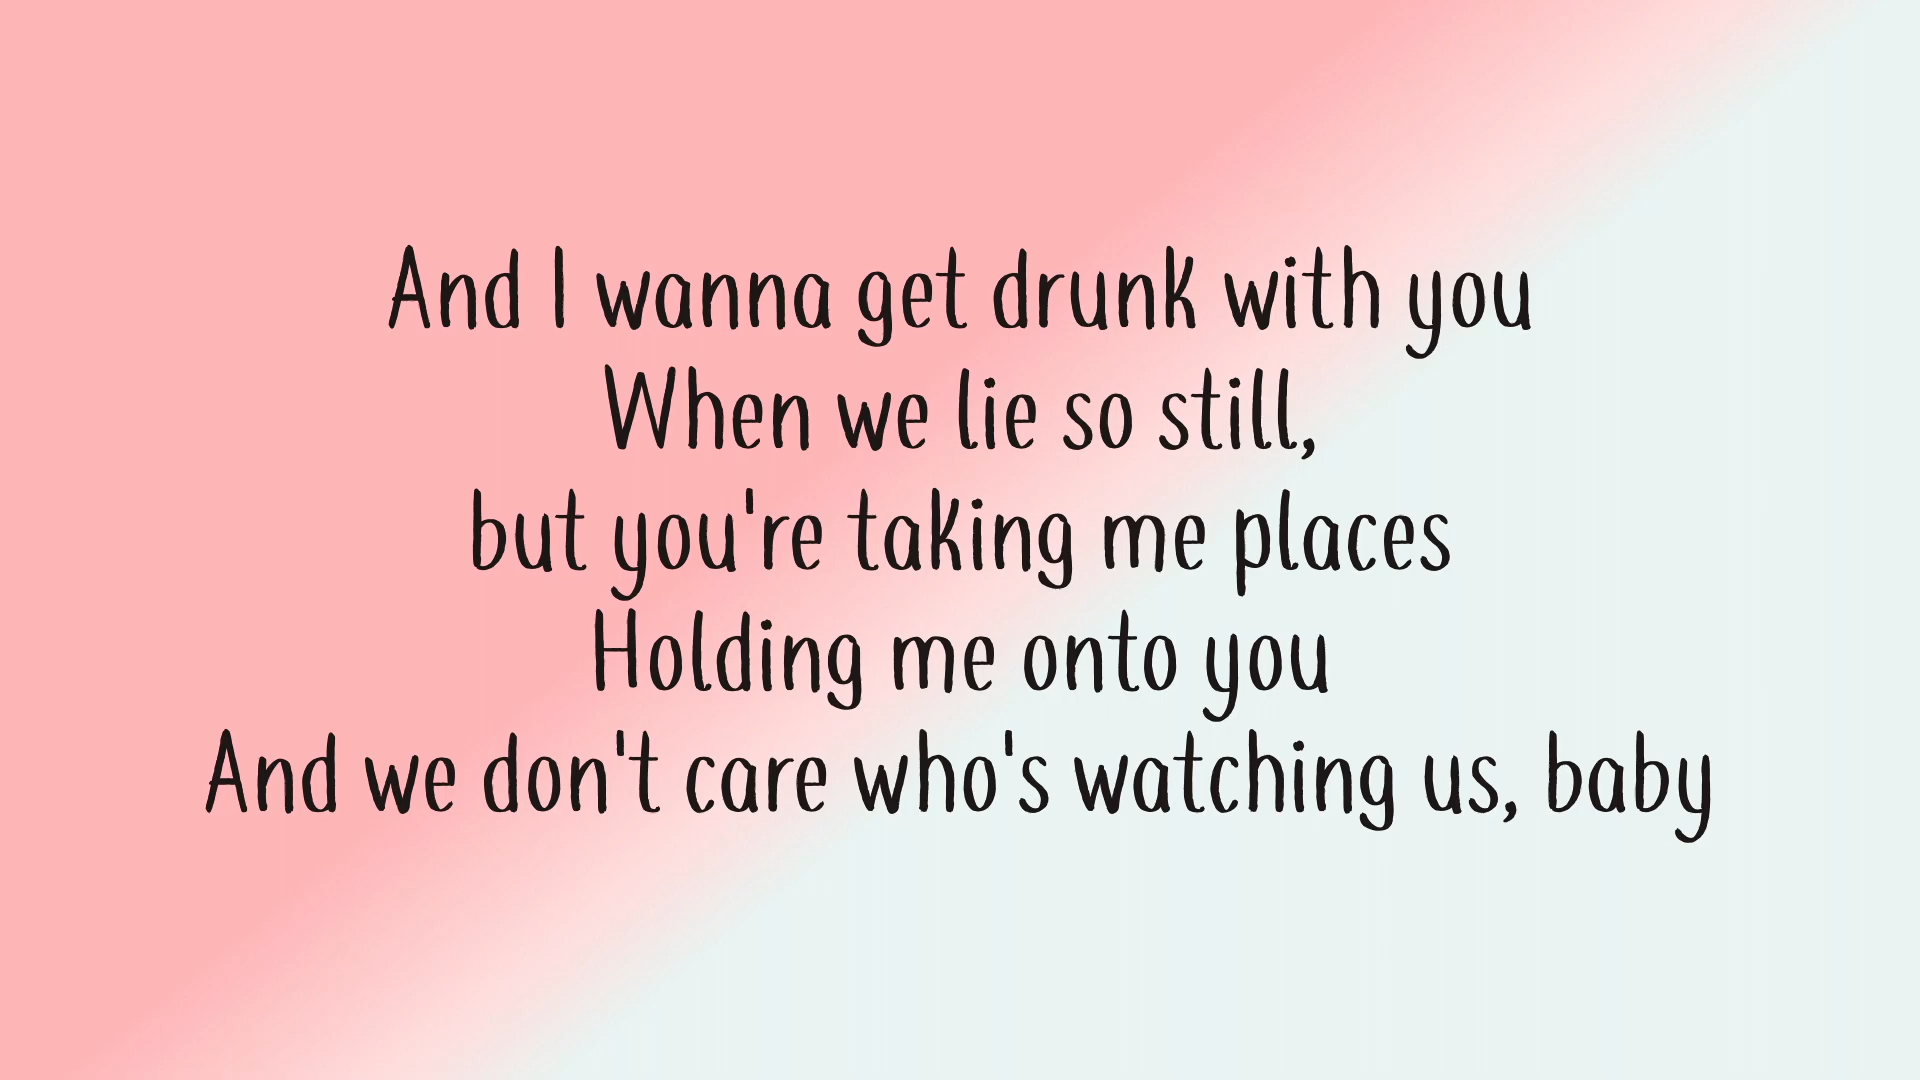 And I wanna get drunk with you
When we lie so still,
but you're taking me places
Holding me onto you
And we don't care who's watching us, baby